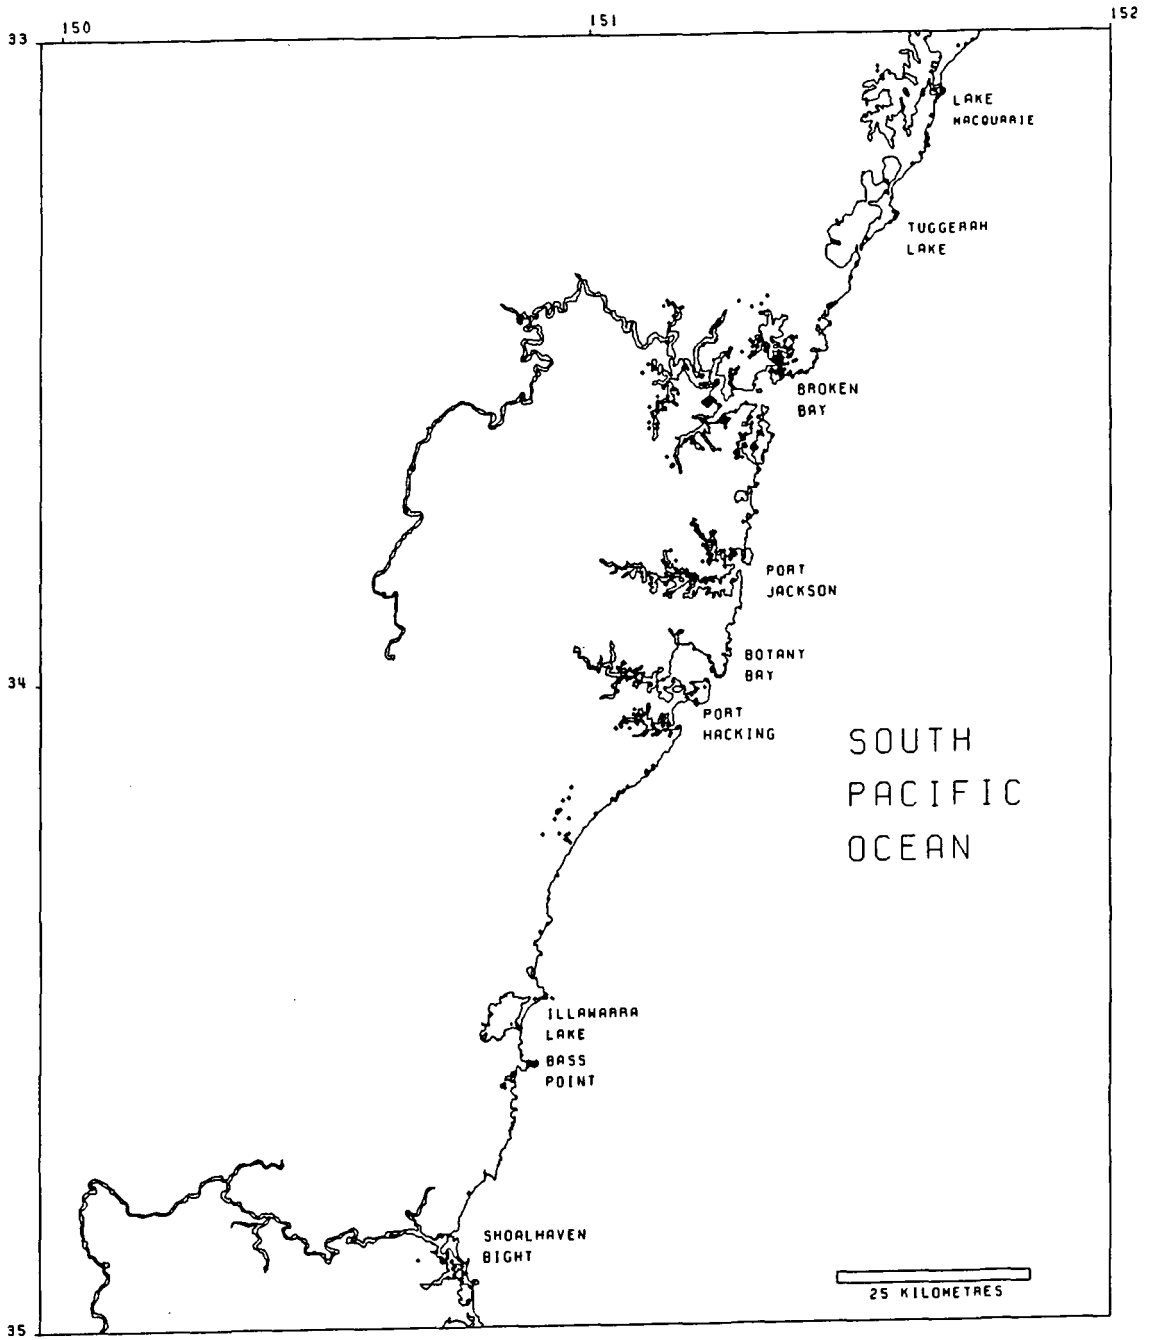 150
151
152
33
LAKE
MACQUARIE
TUGGERAH
LAKE
BROKEN
BAY
PORT
JACKSON
BOTANY
BAY
34
PORT
HACKING
SOUTH
PACIFIC
OCEAN
ILLAWARRA
LAKE
BASS
POINT
SHOALHAVEN
BIGHT
25 KILOMETRES
35